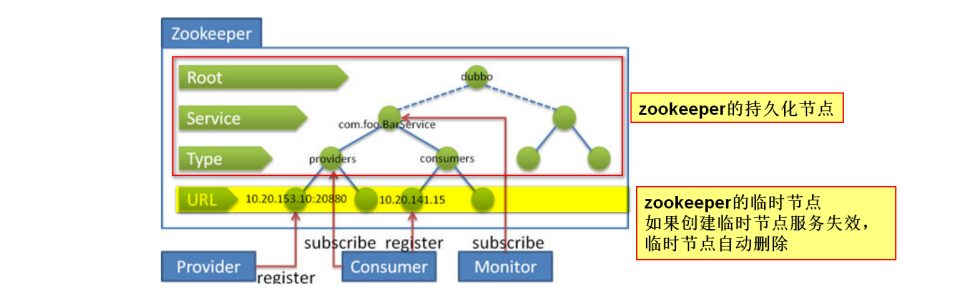 Zookeeper
Root
dubbo
zookeeper的持久化节点
Service
com.foo.BarService
Type
providers
consumers
URL
10.20.153.10:20880
10.20.141.15
zookeeper的临时节点
如果创建临时节点服务失效，
临时节点自动删除
subscribe
register
subscribe
Provider
register
Consumer
Monitor